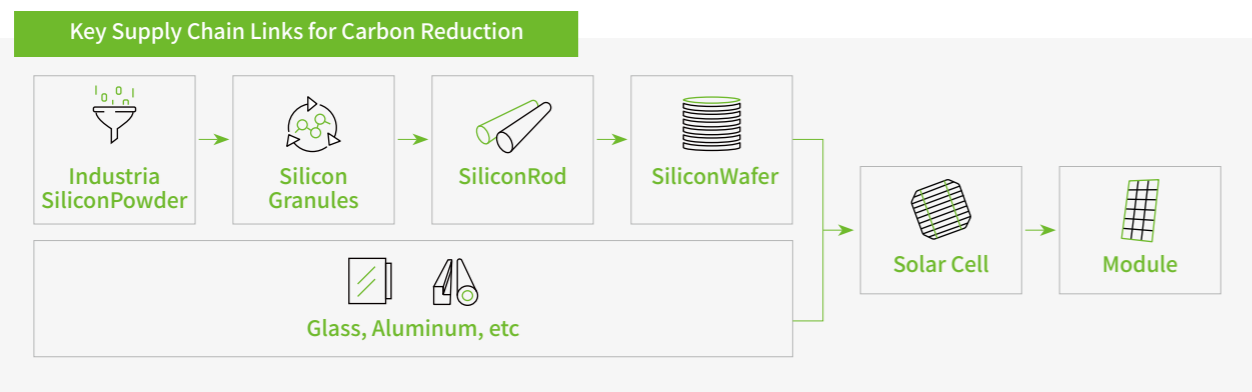 Key Supply Chain Links for Carbon Reduction
Industria
SiliconPowder
Silicon
Granules
SiliconRod
SiliconWafer
Solar Cell
Module
Glass, Aluminum, etc